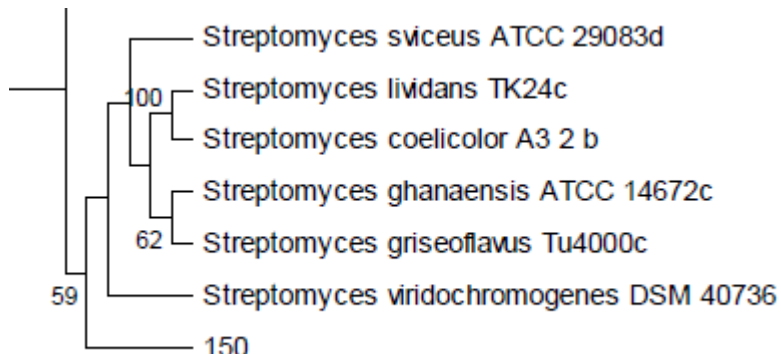 Streptomyces sviceus ATCC 29083d
100
Streptomyces lividans TK24c
Streptomyces coelicolor A3 2 b
Streptomyces ghanaensis ATCC 14672c
62
Streptomyces griseoflavus Tu4000c
59
Streptomyces viridochromogenes DSM 40736
150